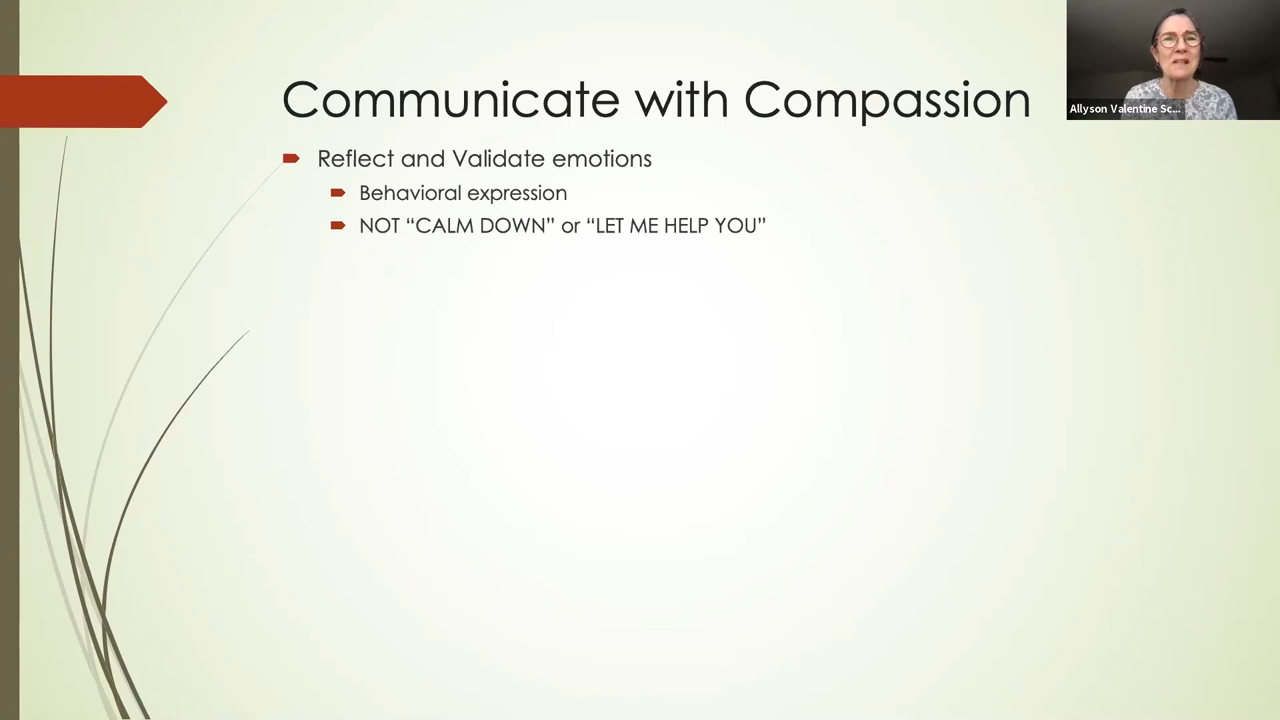 Communicate with Compassion
Reflect and Validate emotions
Behavioral expression
NOT “CALM DOWN” or “LET ME HELP YOU”
Allyson Valentine Sc...